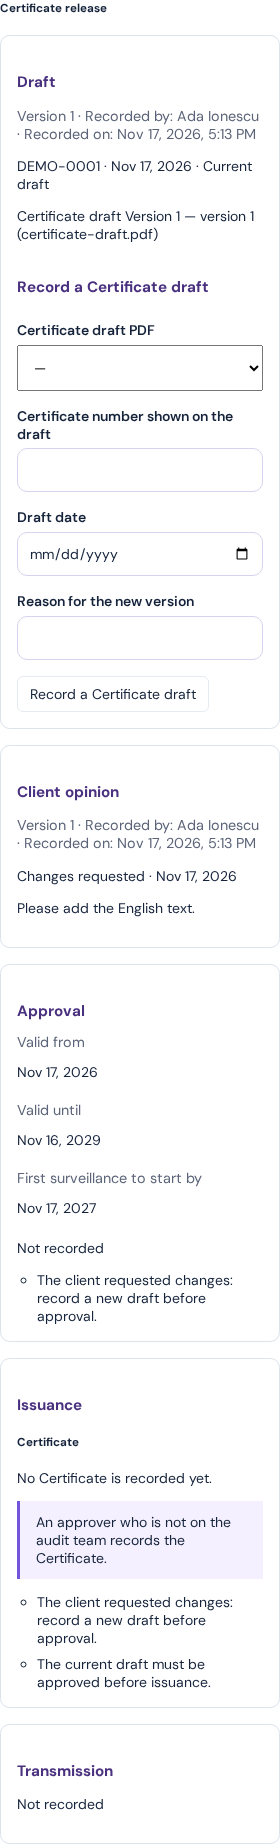 Certificate release
Draft
Version 1 · Recorded by: Ada Ionescu
· Recorded on: Nov 17, 2026, 5:13 PM
DEMO-0001 · Nov 17, 2026 · Current
draft
Certificate draft Version 1 — version 1
(certificate-draft.pdf)
Record a Certificate draft
Certificate draft PDF
—
Certificate number shown on the
draft
Draft date
mm/dd/yyyy
Reason for the new version
Record a Certificate draft
Client opinion
Version 1 · Recorded by: Ada Ionescu
· Recorded on: Nov 17, 2026, 5:13 PM
Changes requested · Nov 17, 2026
Please add the English text.
Approval
Valid from
Nov 17, 2026
Valid until
Nov 16, 2029
First surveillance to start by
Nov 17, 2027
Not recorded
The client requested changes:
record a new draft before
approval.
Issuance
Certificate
No Certificate is recorded yet.
An approver who is not on the
audit team records the
Certificate.
The client requested changes:
record a new draft before
approval.
The current draft must be
approved before issuance.
Transmission
Not recorded